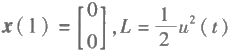 x(1) = [0 0], L = 1/2 u²(t)